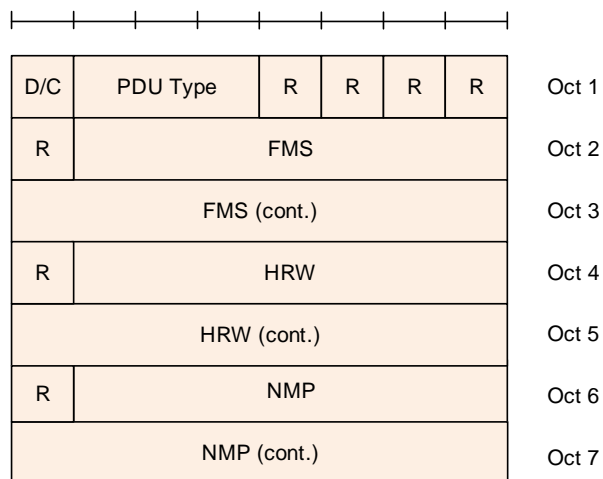 D/C PDU Type R R R R Oct 1
R FMS Oct 2
FMS (cont.) Oct 3
R HRW Oct 4
HRW (cont.) Oct 5
R NMP Oct 6
NMP (cont.) Oct 7